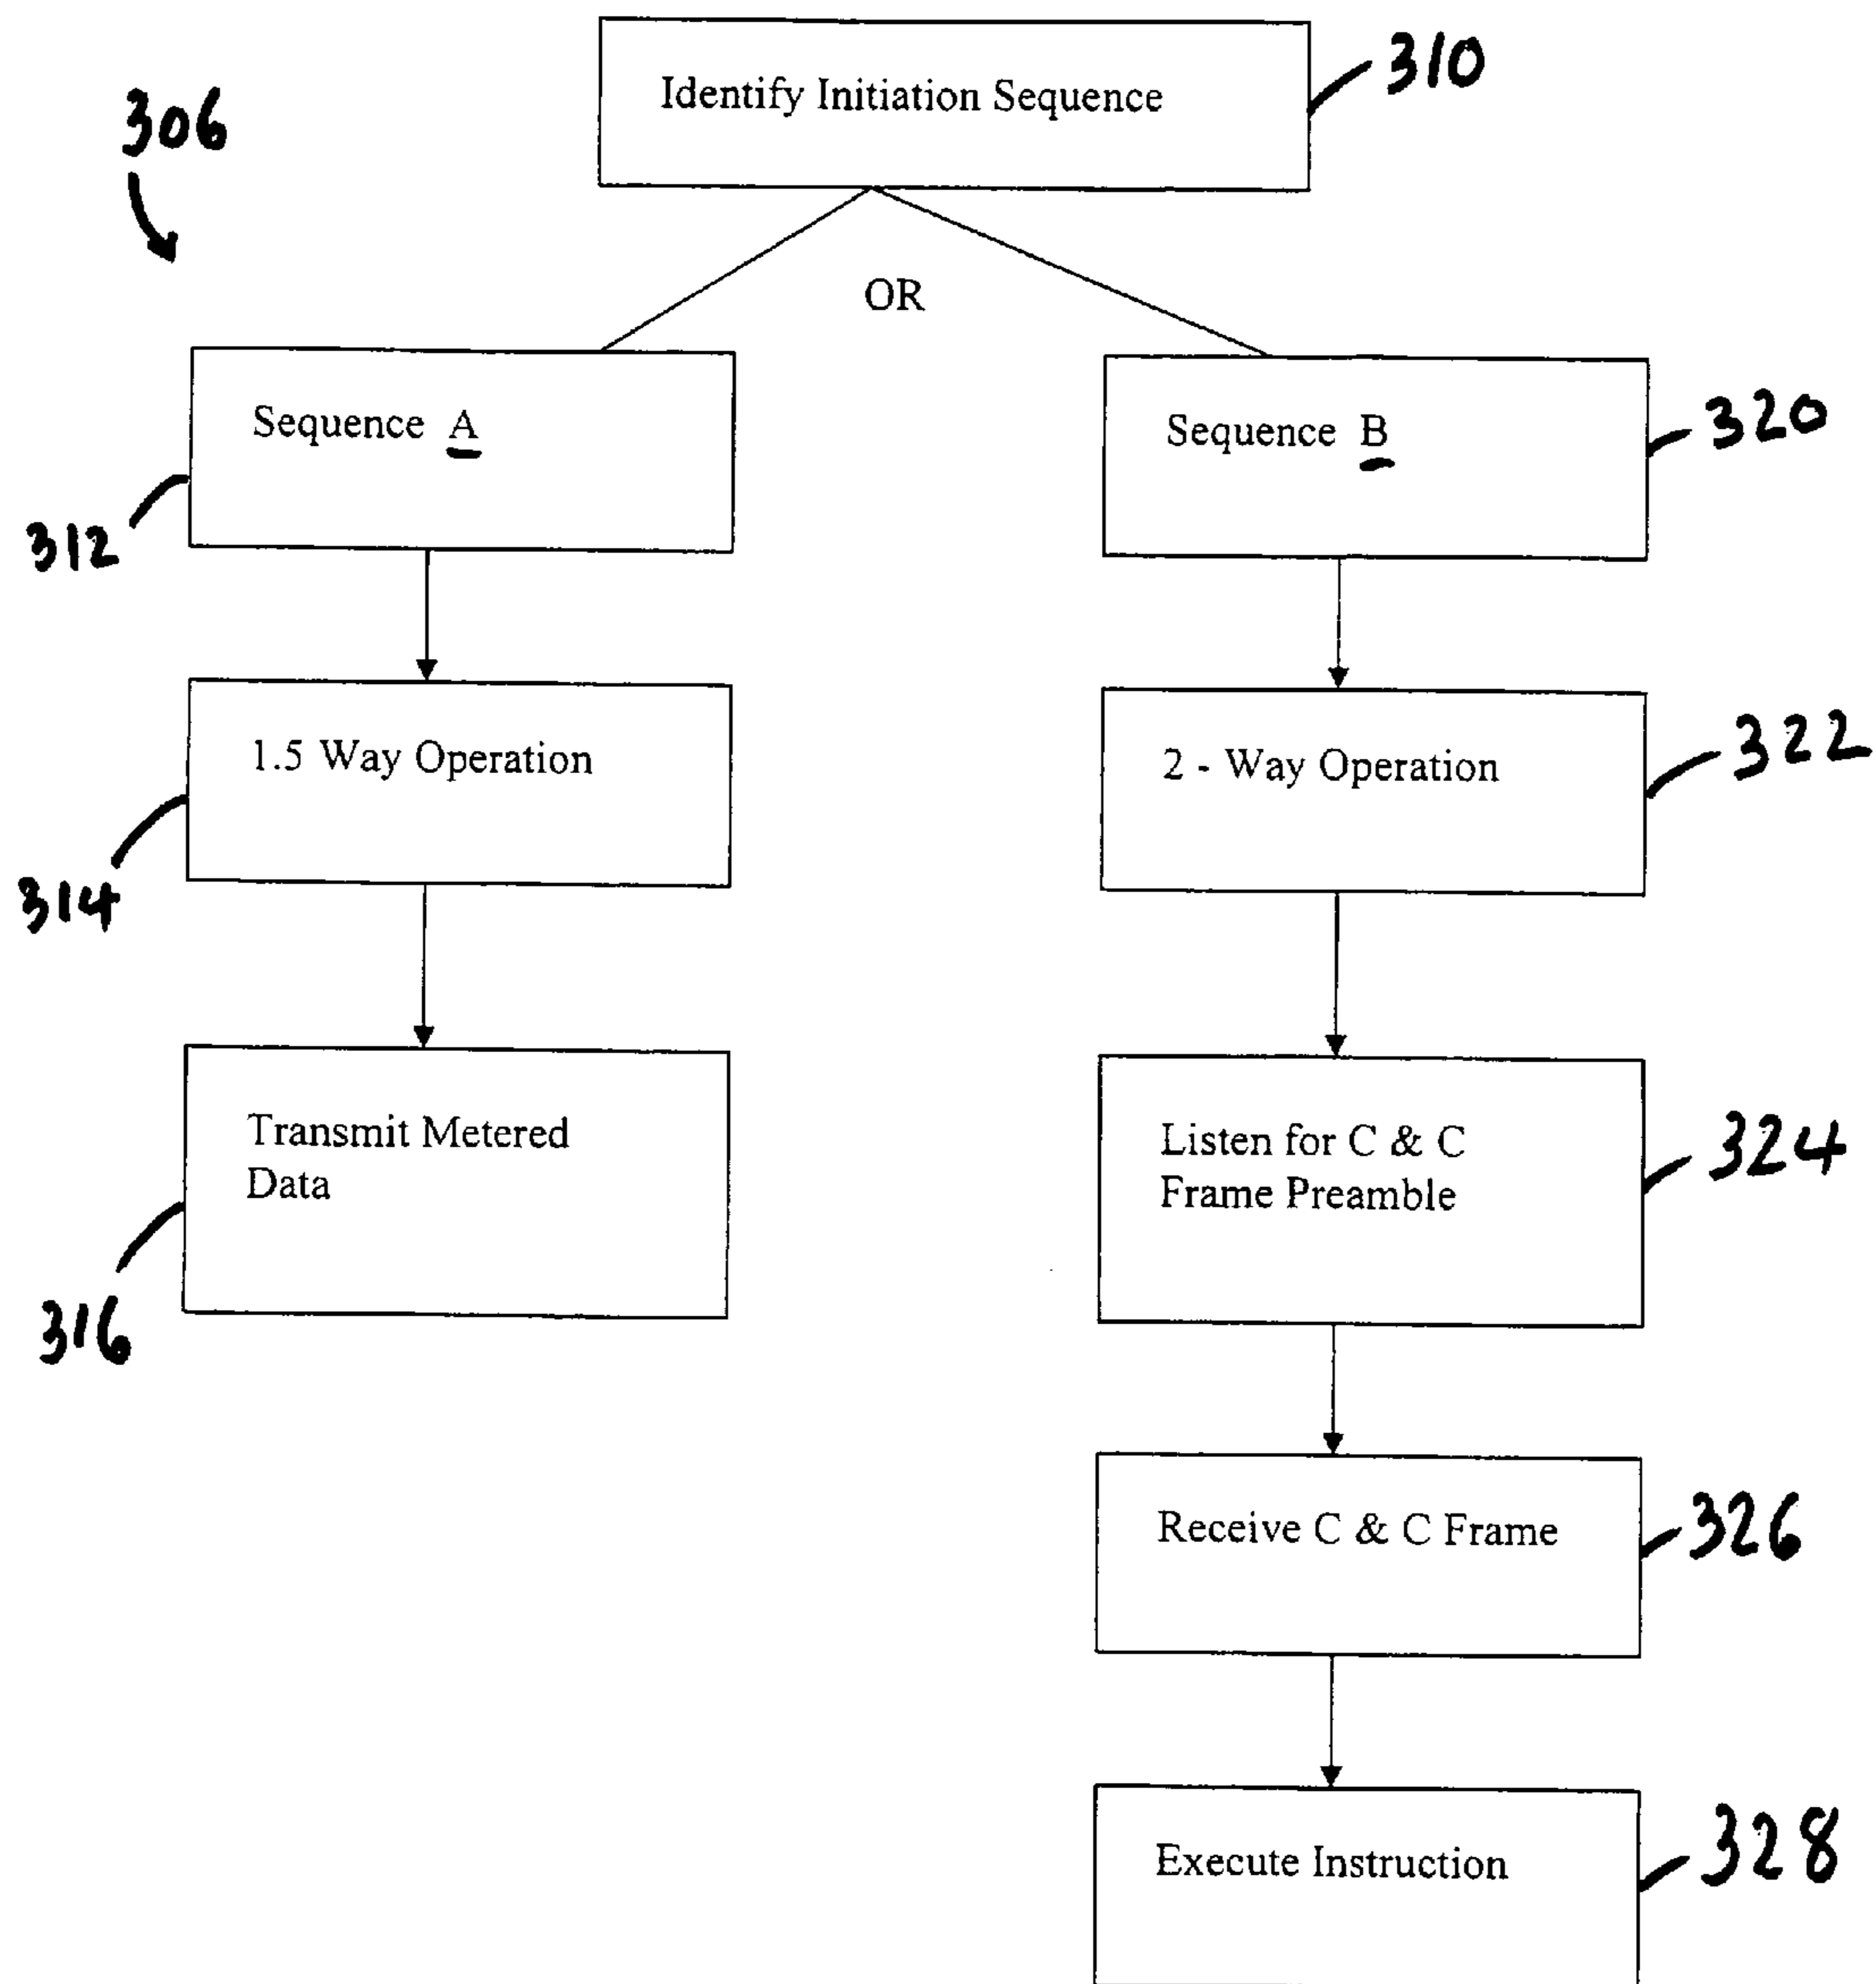 Identify Initiation Sequence
310
306
OR
Sequence A
312
Sequence B
320
1.5 Way Operation
314
2 - Way Operation
322
Transmit Metered
Data
316
Listen for C & C
Frame Preamble
324
Receive C & C Frame
326
Execute Instruction
328